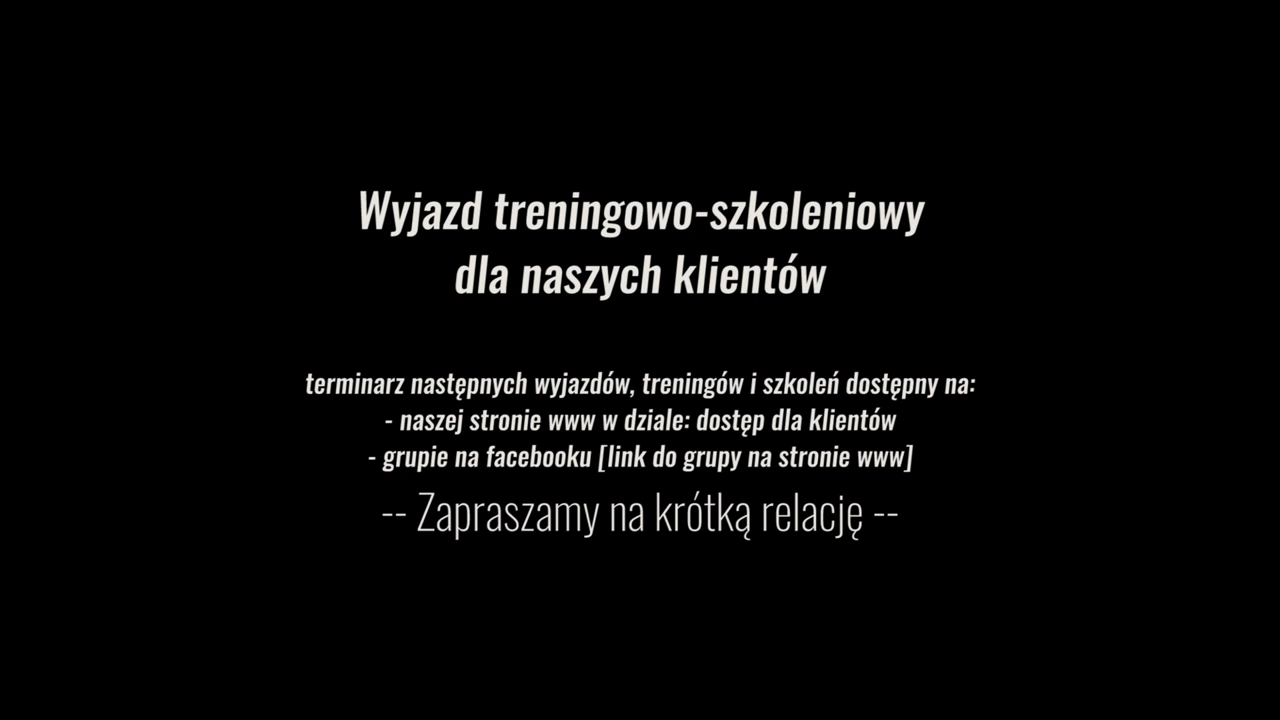 Wyjazd treningowo-szkoleniowy
dla naszych klientów
terminarz następnych wyjazdów, treningów i szkoleń dostępny na:
- naszej stronie www w dziale: dostęp dla klientów
- grupie na facebooku [link do grupy na stronie www]
-- Zapraszamy na krótką relację --